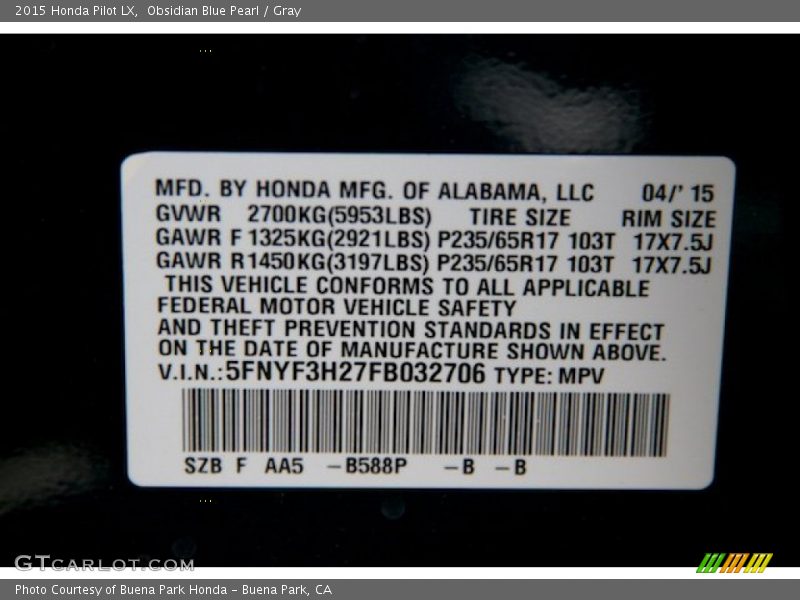 2015 Honda Pilot LX,  Obsidian Blue Pearl / Gray
MFD. BY HONDA MFG. OF ALABAMA, LLC 04/' 15
GVWR 2700KG(5953LBS) TIRE SIZE RIM SIZE
GAWR F 1325KG(2921LBS) P235/65R17 103T 17X7.5J
GAWR R1450KG(3197LBS) P235/65R17 103T 17X7.5J
THIS VEHICLE CONFORMS TO ALL APPLICABLE
FEDERAL MOTOR VEHICLE SAFETY
AND THEFT PREVENTION STANDARDS IN EFFECT
ON THE DATE OF MANUFACTURE SHOWN ABOVE.
V.I.N.:5FNYF3H27FB032706 TYPE: MPV
SZB F AA5 -B588P -B -B
GTCARLOT.COM
Photo Courtesy of Buena Park Honda - Buena Park, CA